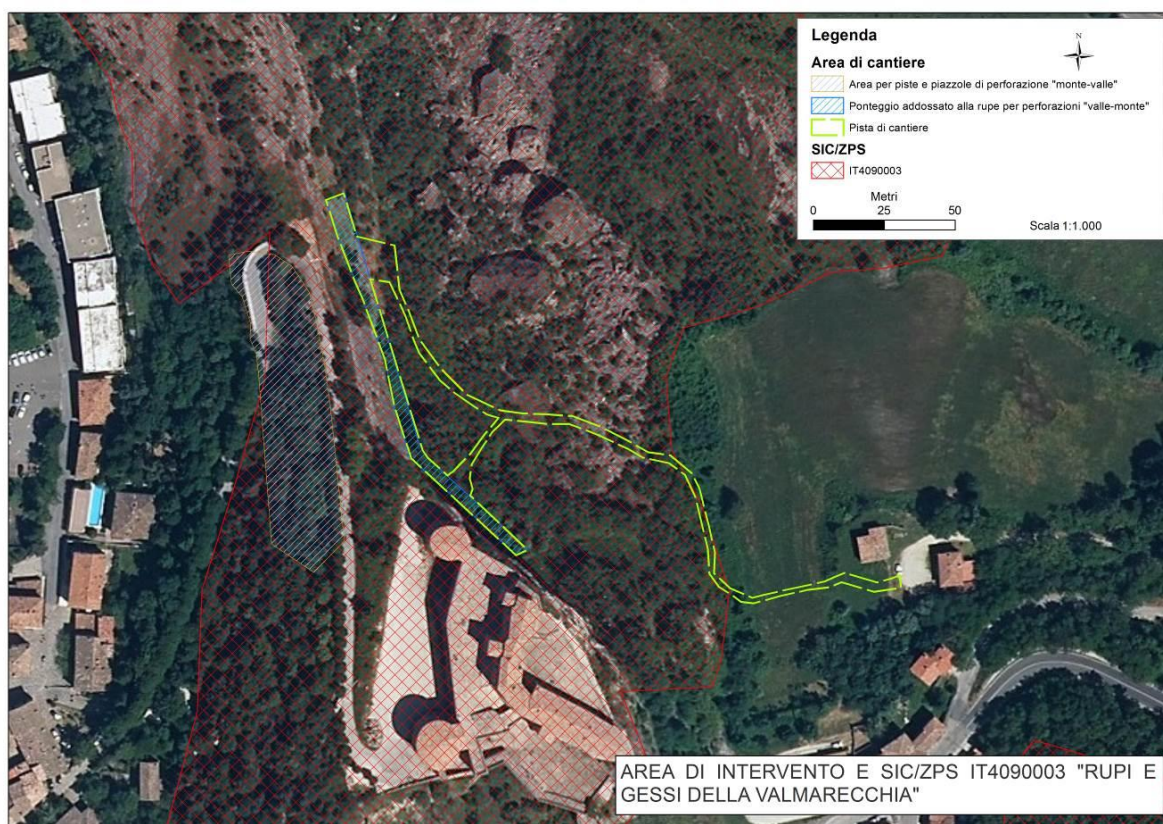 Legenda
N
Area di cantiere
Area per piste e piazzole di perforazione "monte-valle"
Ponteggio addossato alla rupe per perforazioni "valle-monte"
Pista di cantiere
SIC/ZPS
IT4090003
Metri
0 25 50
Scala 1:1.000
AREA DI INTERVENTO E SIC/ZPS IT4090003 "RUPI E
GESSI DELLA VALMARECCHIA"